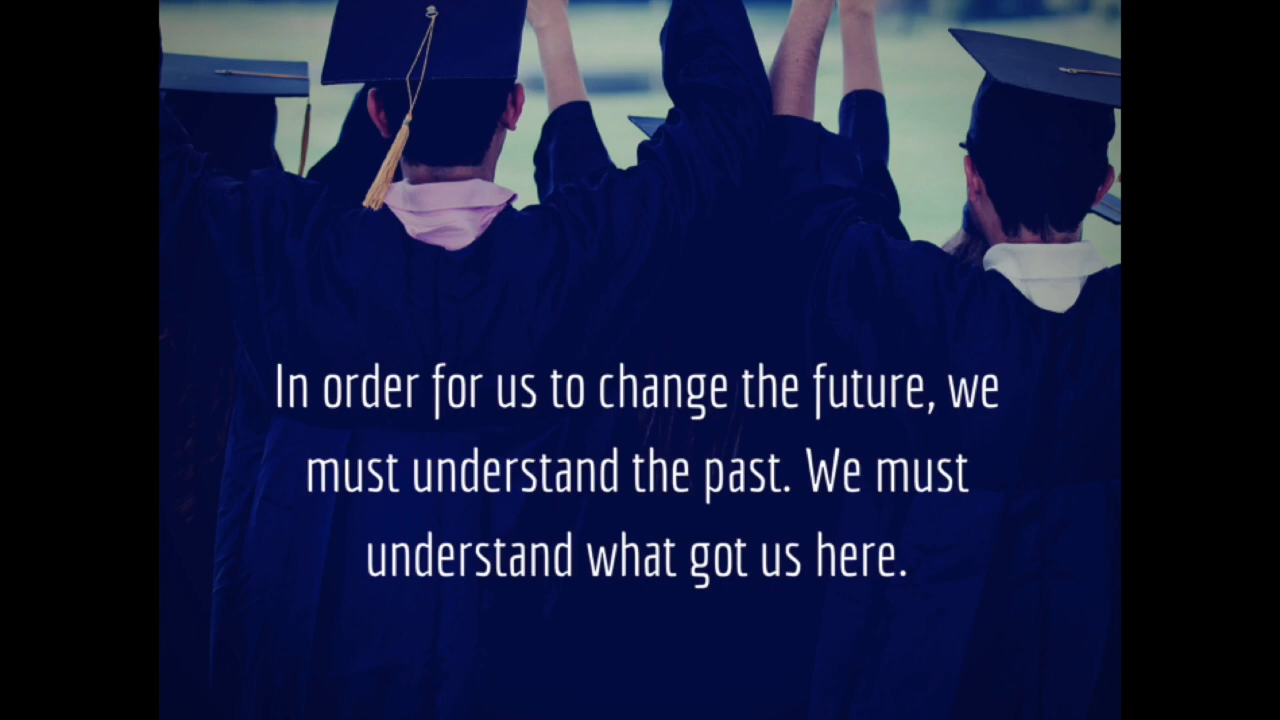 In order for us to change the future, we
must understand the past. We must
understand what got us here.